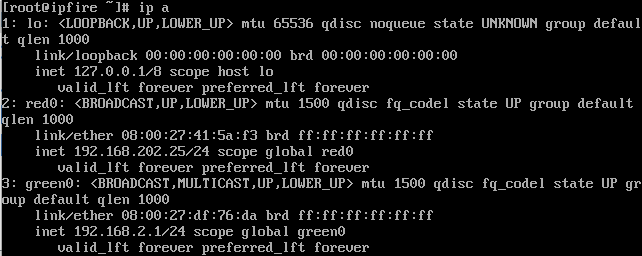 [root@ipfire ~]# ip a
1: lo: <LOOPBACK,UP,LOWER_UP> mtu 65536 qdisc noqueue state UNKNOWN group defaul
t qlen 1000
    link/loopback 00:00:00:00:00:00 brd 00:00:00:00:00:00
    inet 127.0.0.1/8 scope host lo
       valid_lft forever preferred_lft forever
2: red0: <BROADCAST,UP,LOWER_UP> mtu 1500 qdisc fq_codel state UP group default
qlen 1000
    link/ether 08:00:27:41:5a:f3 brd ff:ff:ff:ff:ff:ff
    inet 192.168.202.25/24 scope global red0
       valid_lft forever preferred_lft forever
3: green0: <BROADCAST,MULTICAST,UP,LOWER_UP> mtu 1500 qdisc fq_codel state UP gr
oup default qlen 1000
    link/ether 08:00:27:df:76:da brd ff:ff:ff:ff:ff:ff
    inet 192.168.2.1/24 scope global green0
       valid_lft forever preferred_lft forever